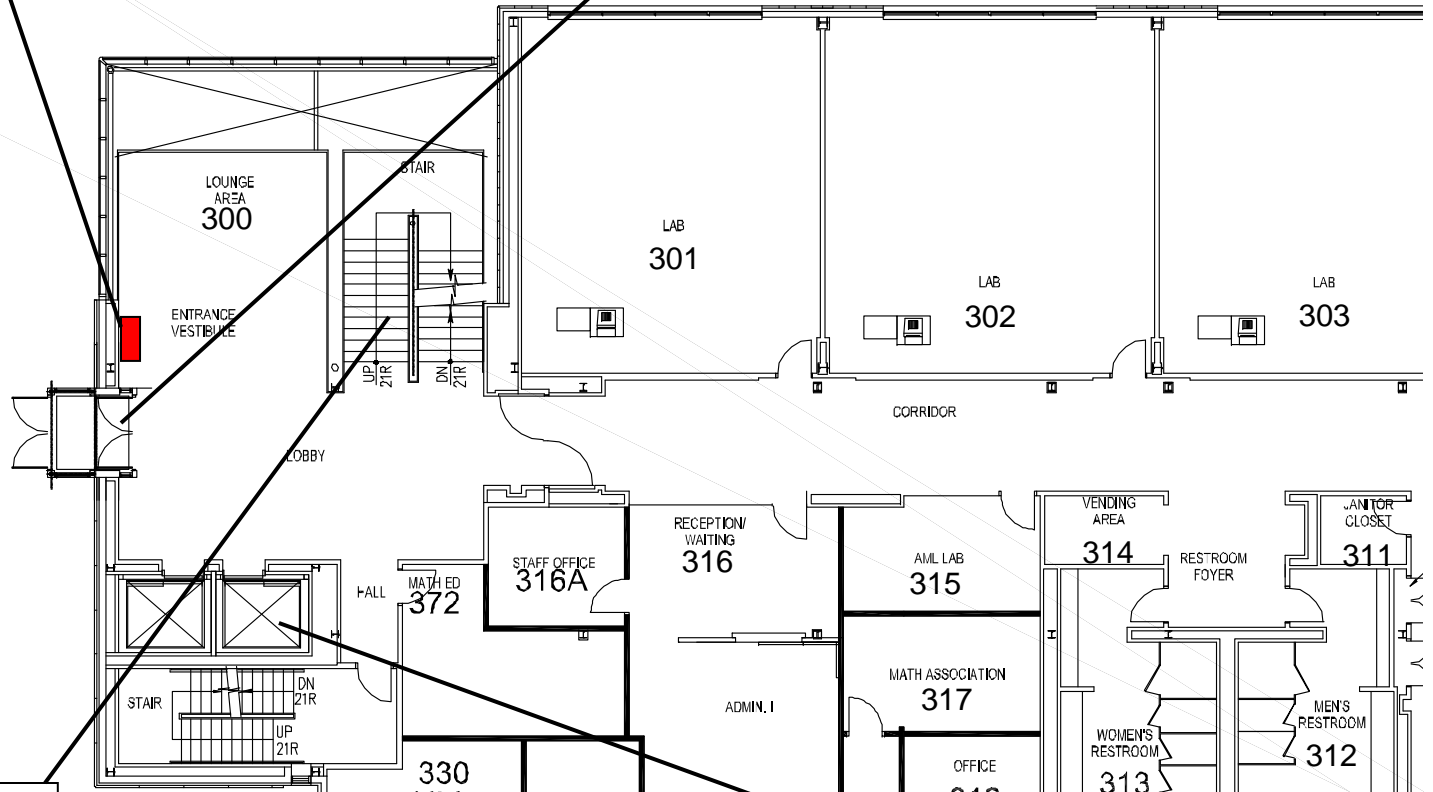 STAIR
LOUNGE
AREA
300
LAB
301
LAB
302
LAB
303
ENTRANCE
VESTIBULE
UP
21R
DN
21R
CORRIDOR
LOBBY
RECEPTION/
WAITING
316
STAFF OFFICE
316A
AML LAB
315
VENDING
AREA
314
RESTROOM
FOYER
JANITOR
CLOSET
311
HALL
MATH ED
372
STAIR
DN
21R
UP
21R
ADMIN.
MATH ASSOCIATION
317
WOMEN'S
RESTROOM
313
MEN'S
RESTROOM
312
330
OFFICE